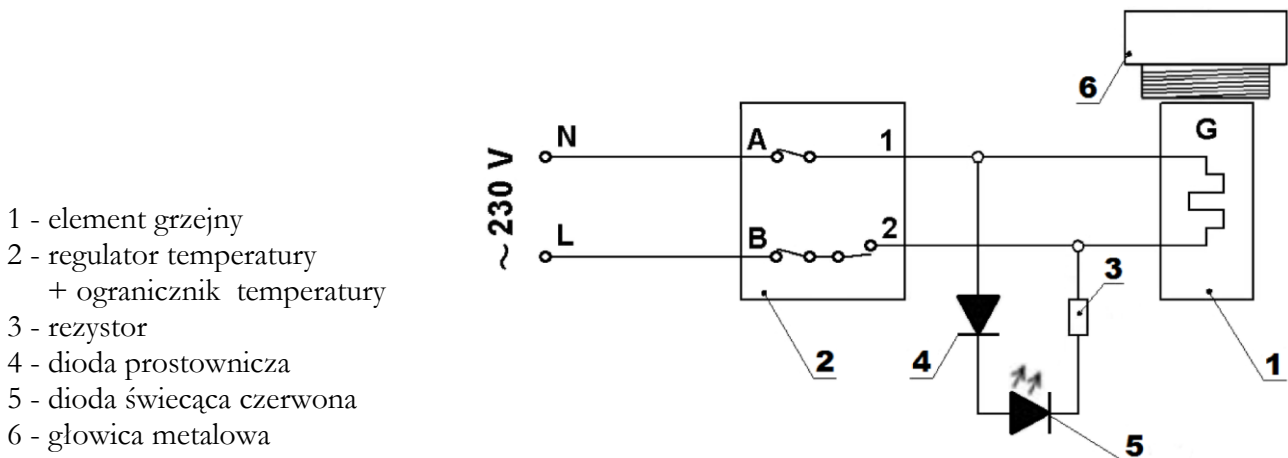 1 - element grzejny
2 - regulator temperatury
+ ogranicznik temperatury
3 - rezystor
4 - dioda prostownicza
5 - dioda świecąca czerwona
6 - głowica metalowa
~ 230 V
N
L
A
1
B
2
2
4
5
3
6
G
1